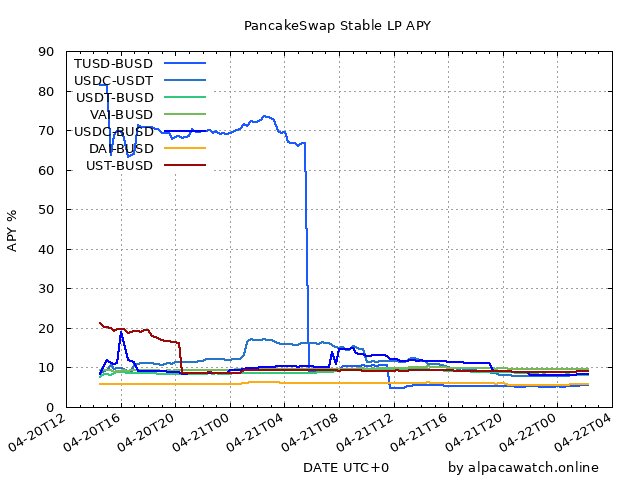 PancakeSwap Stable LP APY
90
80
70
60
50
40
30
20
10
0
APY %
TUSD-BUSD
USDC-USDT
USDT-BUSD
VAI-BUSD
USDC-BUSD
DAI-BUSD
UST-BUSD
04-20T12
04-20T16
04-20T20
04-21T00
04-21T04
04-21T08
04-21T12
04-21T16
04-21T20
04-22T00
04-22T04
DATE UTC+0
by alpacawatch.online